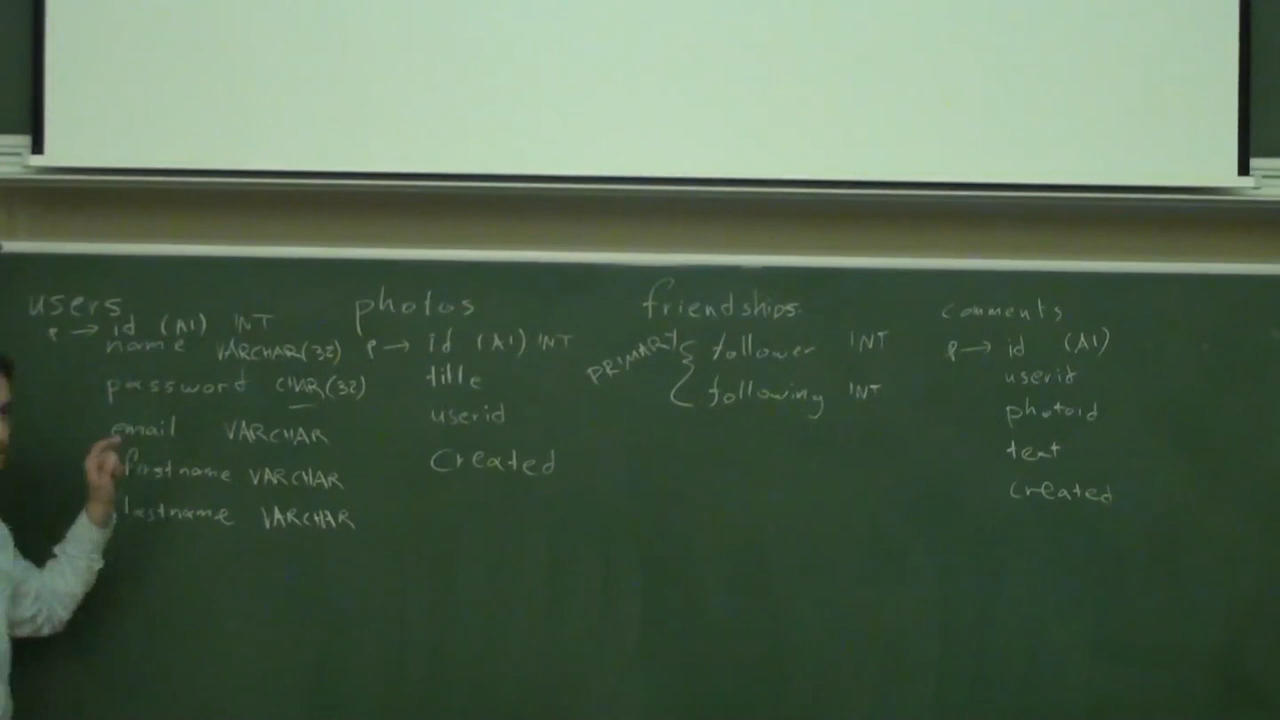 users
P → id (AI) INT
name VARCHAR(32)
password CHAR(32)
email VARCHAR
firstname VARCHAR
lastname VARCHAR
photos
P → id (AI) INT
title
userid
created
friendships
PRIMARY { follower INT
following INT
comments
P → id (AI)
userid
photoid
text
created